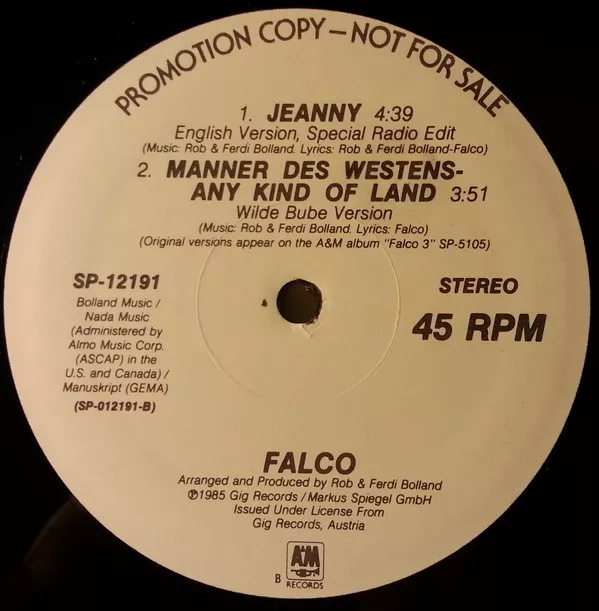 PROMOTION COPY — NOT FOR SALE
1. JEANNY 4:39
English Version, Special Radio Edit
(Music: Rob & Ferdi Bolland. Lyrics: Rob & Ferdi Bolland-Falco)
2. MANNER DES WESTENS-
ANY KIND OF LAND 3:51
Wilde Bube Version
(Music: Rob & Ferdi Bolland. Lyrics: Falco)
(Original versions appear on the A&M album "Falco 3" SP-5105)
SP-12191
Bolland Music /
Nada Music
(Administered by
Almo Music Corp.
(ASCAP) in the
U.S. and Canada) /
Manuskript (GEMA)
(SP-012191-B)
STEREO
45 RPM
FALCO
Arranged and Produced by Rob & Ferdi Bolland
℗1985 Gig Records / Markus Spiegel GmbH
Issued Under License From
Gig Records, Austria
A&M
RECORDS
B